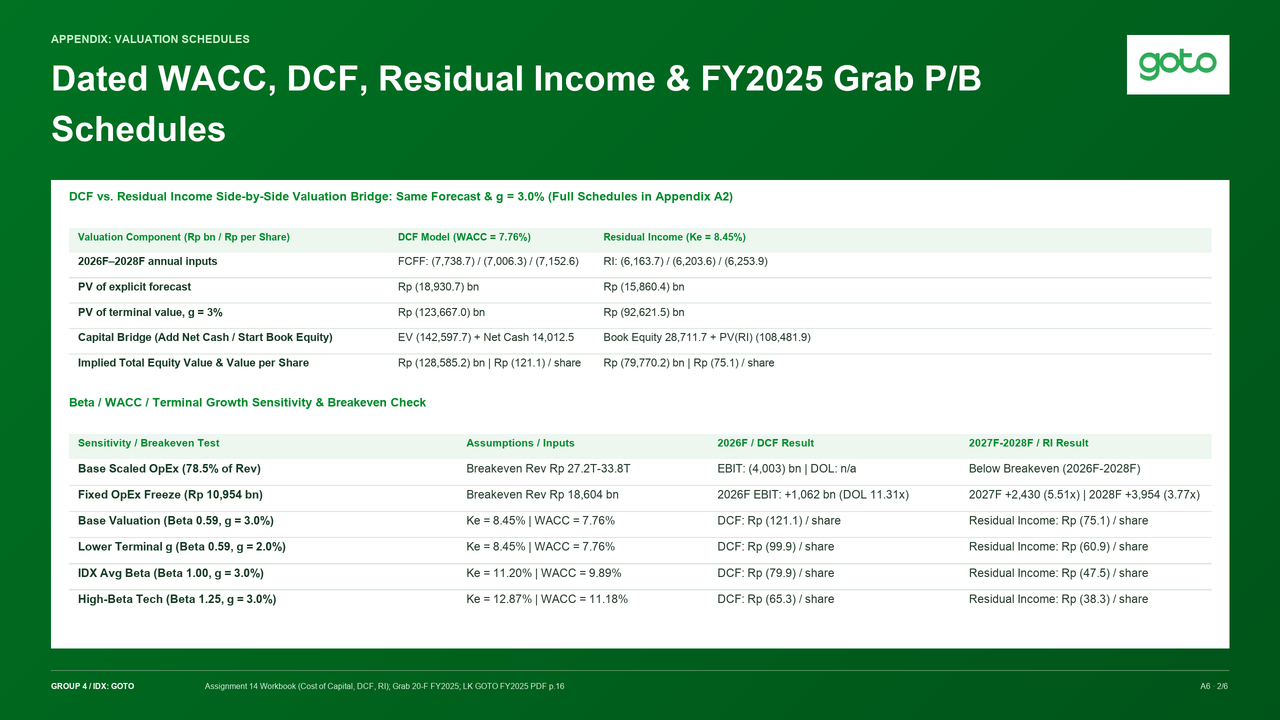 APPENDIX: VALUATION SCHEDULES
Dated WACC, DCF, Residual Income & FY2025 Grab P/B
Schedules
goto
DCF vs. Residual Income Side-by-Side Valuation Bridge: Same Forecast & g = 3.0% (Full Schedules in Appendix A2)
Valuation Component (Rp bn / Rp per Share) DCF Model (WACC = 7.76%) Residual Income (Ke = 8.45%)
2026F–2028F annual inputs FCFF: (7,738.7) / (7,006.3) / (7,152.6) RI: (6,163.7) / (6,203.6) / (6,253.9)
PV of explicit forecast Rp (18,930.7) bn Rp (15,860.4) bn
PV of terminal value, g = 3% Rp (123,667.0) bn Rp (92,621.5) bn
Capital Bridge (Add Net Cash / Start Book Equity) EV (142,597.7) + Net Cash 14,012.5 Book Equity 28,711.7 + PV(RI) (108,481.9)
Implied Total Equity Value & Value per Share Rp (128,585.2) bn | Rp (121.1) / share Rp (79,770.2) bn | Rp (75.1) / share
Beta / WACC / Terminal Growth Sensitivity & Breakeven Check
Sensitivity / Breakeven Test Assumptions / Inputs 2026F / DCF Result 2027F-2028F / RI Result
Base Scaled OpEx (78.5% of Rev) Breakeven Rev Rp 27.2T-33.8T EBIT: (4,003) bn | DOL: n/a Below Breakeven (2026F-2028F)
Fixed OpEx Freeze (Rp 10,954 bn) Breakeven Rev Rp 18,604 bn 2026F EBIT: +1,062 bn (DOL 11.31x) 2027F +2,430 (5.51x) | 2028F +3,954 (3.77x)
Base Valuation (Beta 0.59, g = 3.0%) Ke = 8.45% | WACC = 7.76% DCF: Rp (121.1) / share Residual Income: Rp (75.1) / share
Lower Terminal g (Beta 0.59, g = 2.0%) Ke = 8.45% | WACC = 7.76% DCF: Rp (99.9) / share Residual Income: Rp (60.9) / share
IDX Avg Beta (Beta 1.00, g = 3.0%) Ke = 11.20% | WACC = 9.89% DCF: Rp (79.9) / share Residual Income: Rp (47.5) / share
High-Beta Tech (Beta 1.25, g = 3.0%) Ke = 12.87% | WACC = 11.18% DCF: Rp (65.3) / share Residual Income: Rp (38.3) / share
GROUP 4 / IDX: GOTO Assignment 14 Workbook (Cost of Capital, DCF, RI); Grab 20-F FY2025; LK GOTO FY2025 PDF p.16 A6 · 2/6